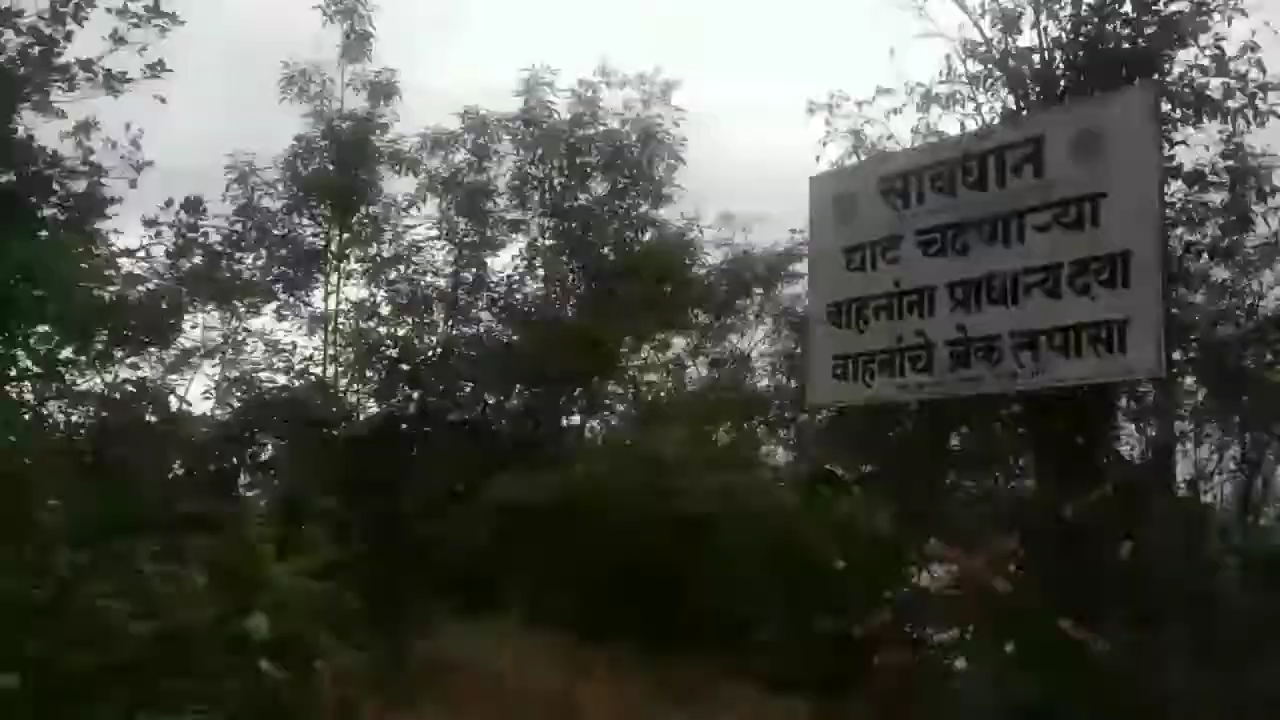 सावधान
घाट चढणाऱ्या
वाहनांना प्राधान्य द्या
वाहनांचे ब्रेक तपासा